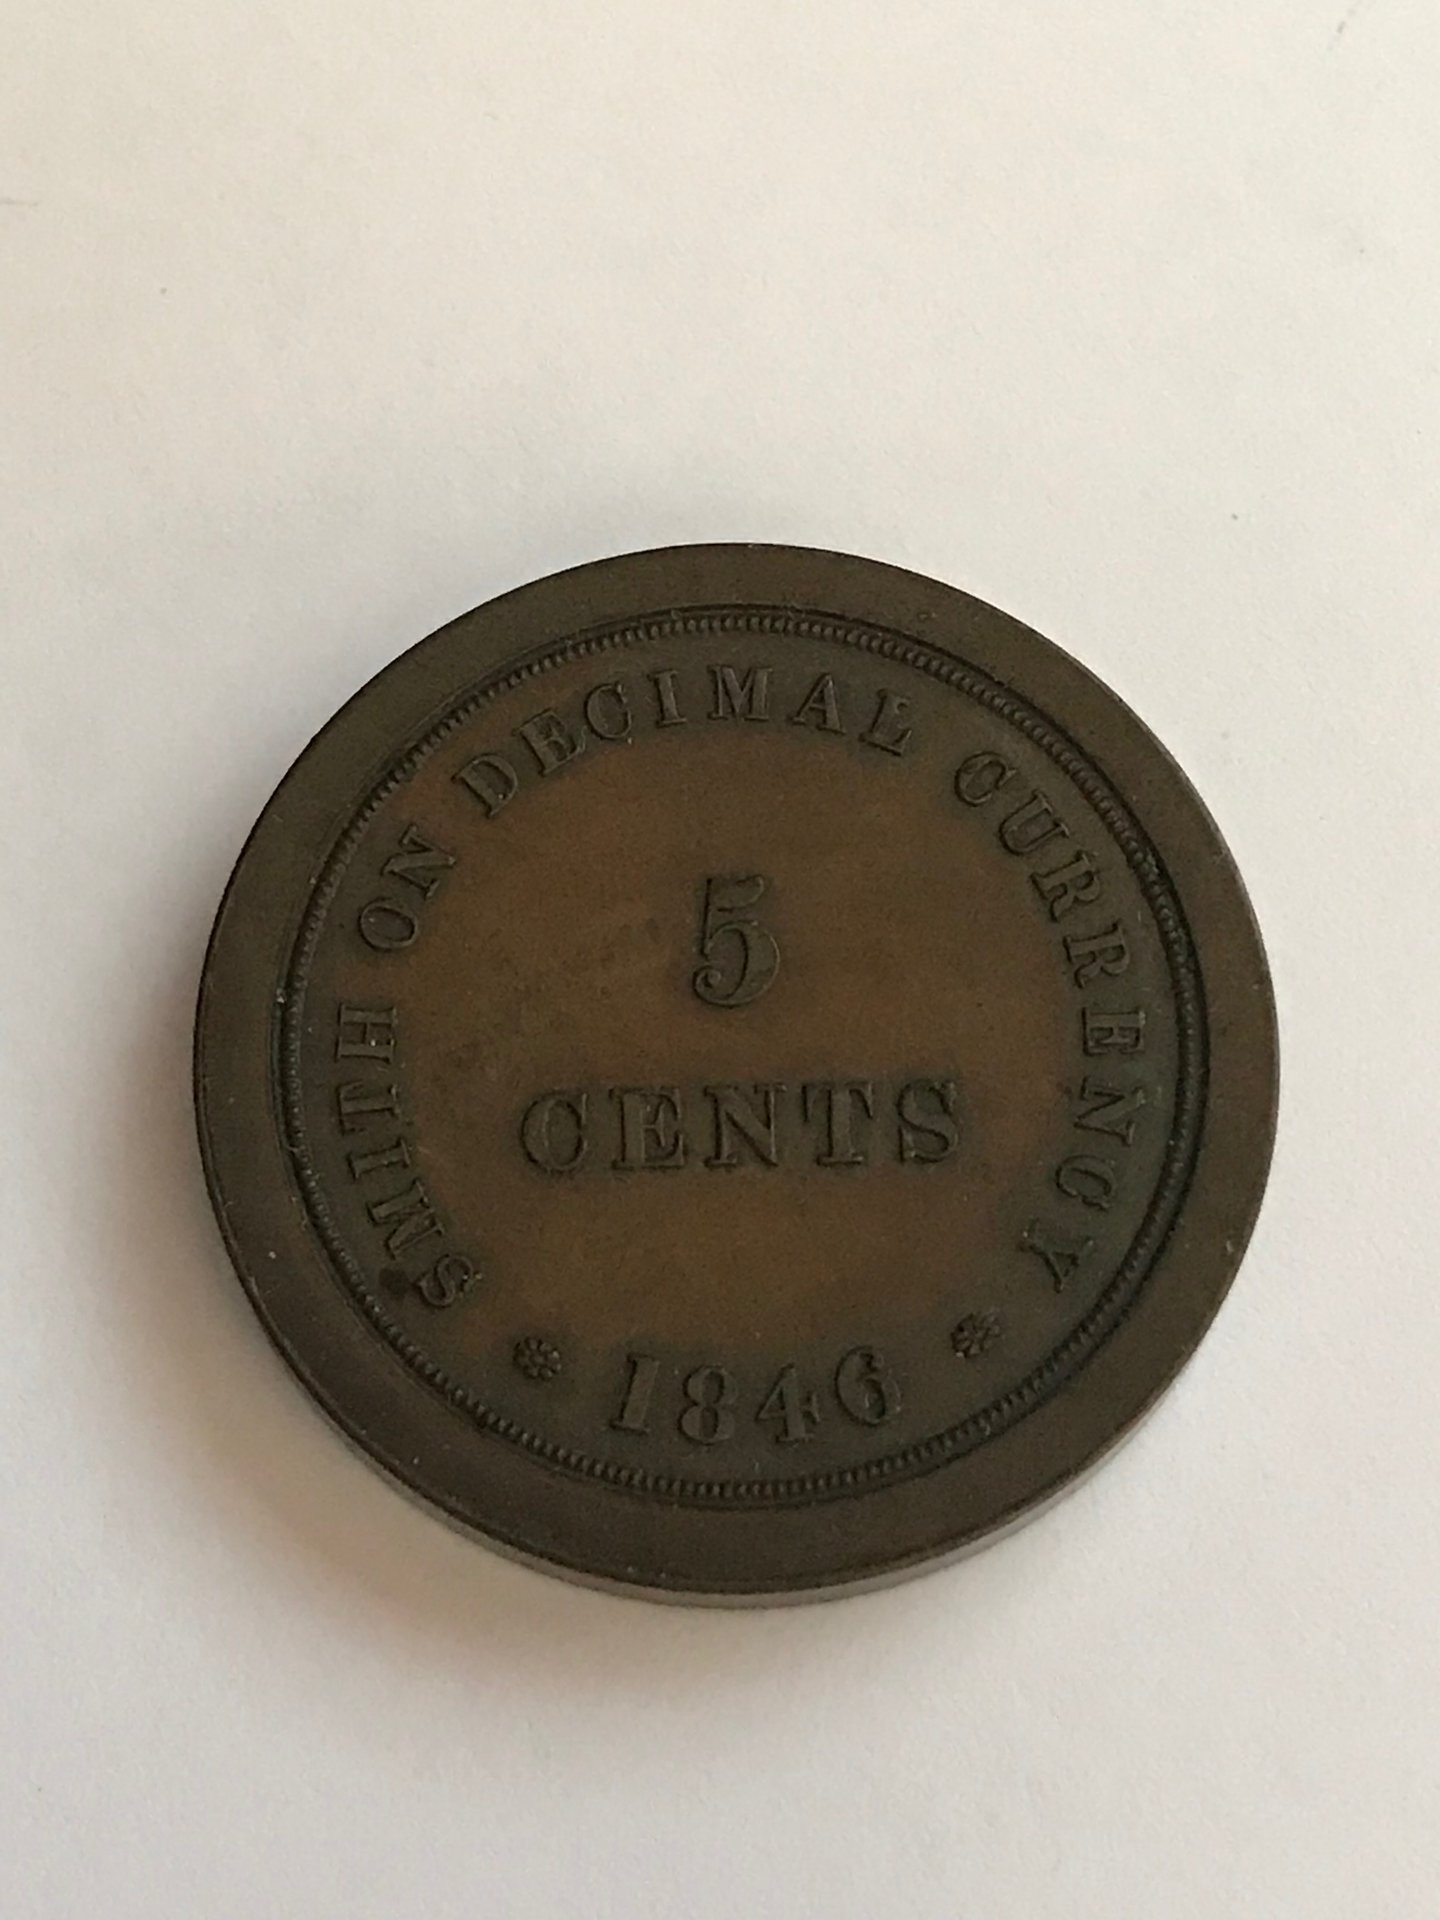 SMITH ON DECIMAL CURRENCY
5
CENTS
* 1846 *